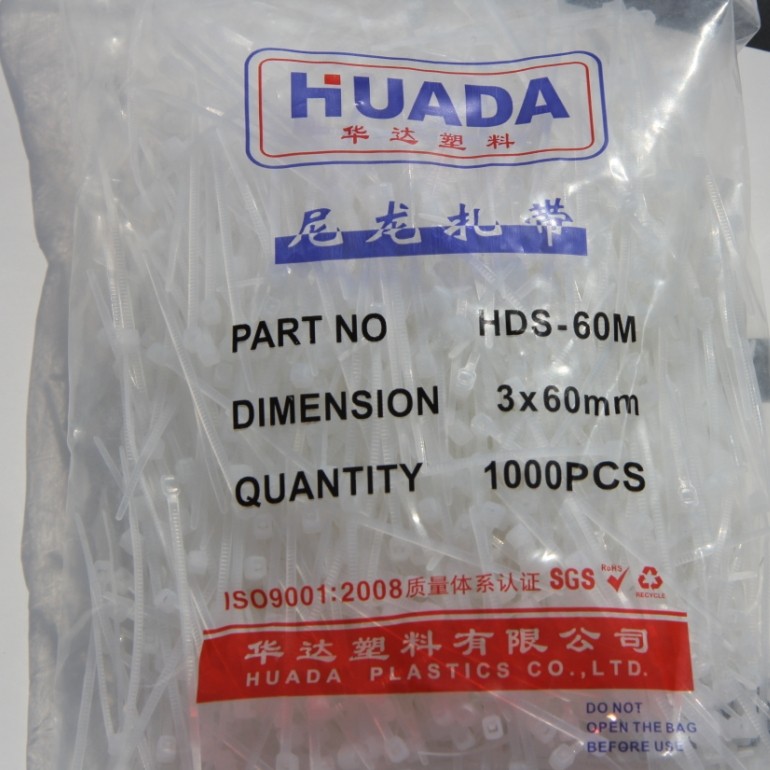 HUADA
华达塑料
尼龙扎带
PART NO HDS-60M
DIMENSION 3x60mm
QUANTITY 1000PCS
ISO9001:2008质量体系认证 SGS RoHS RECYCLE
华达塑料有限公司
HUADA PLASTICS CO.,LTD.
DO NOT
OPEN THE BAG
BEFORE USE